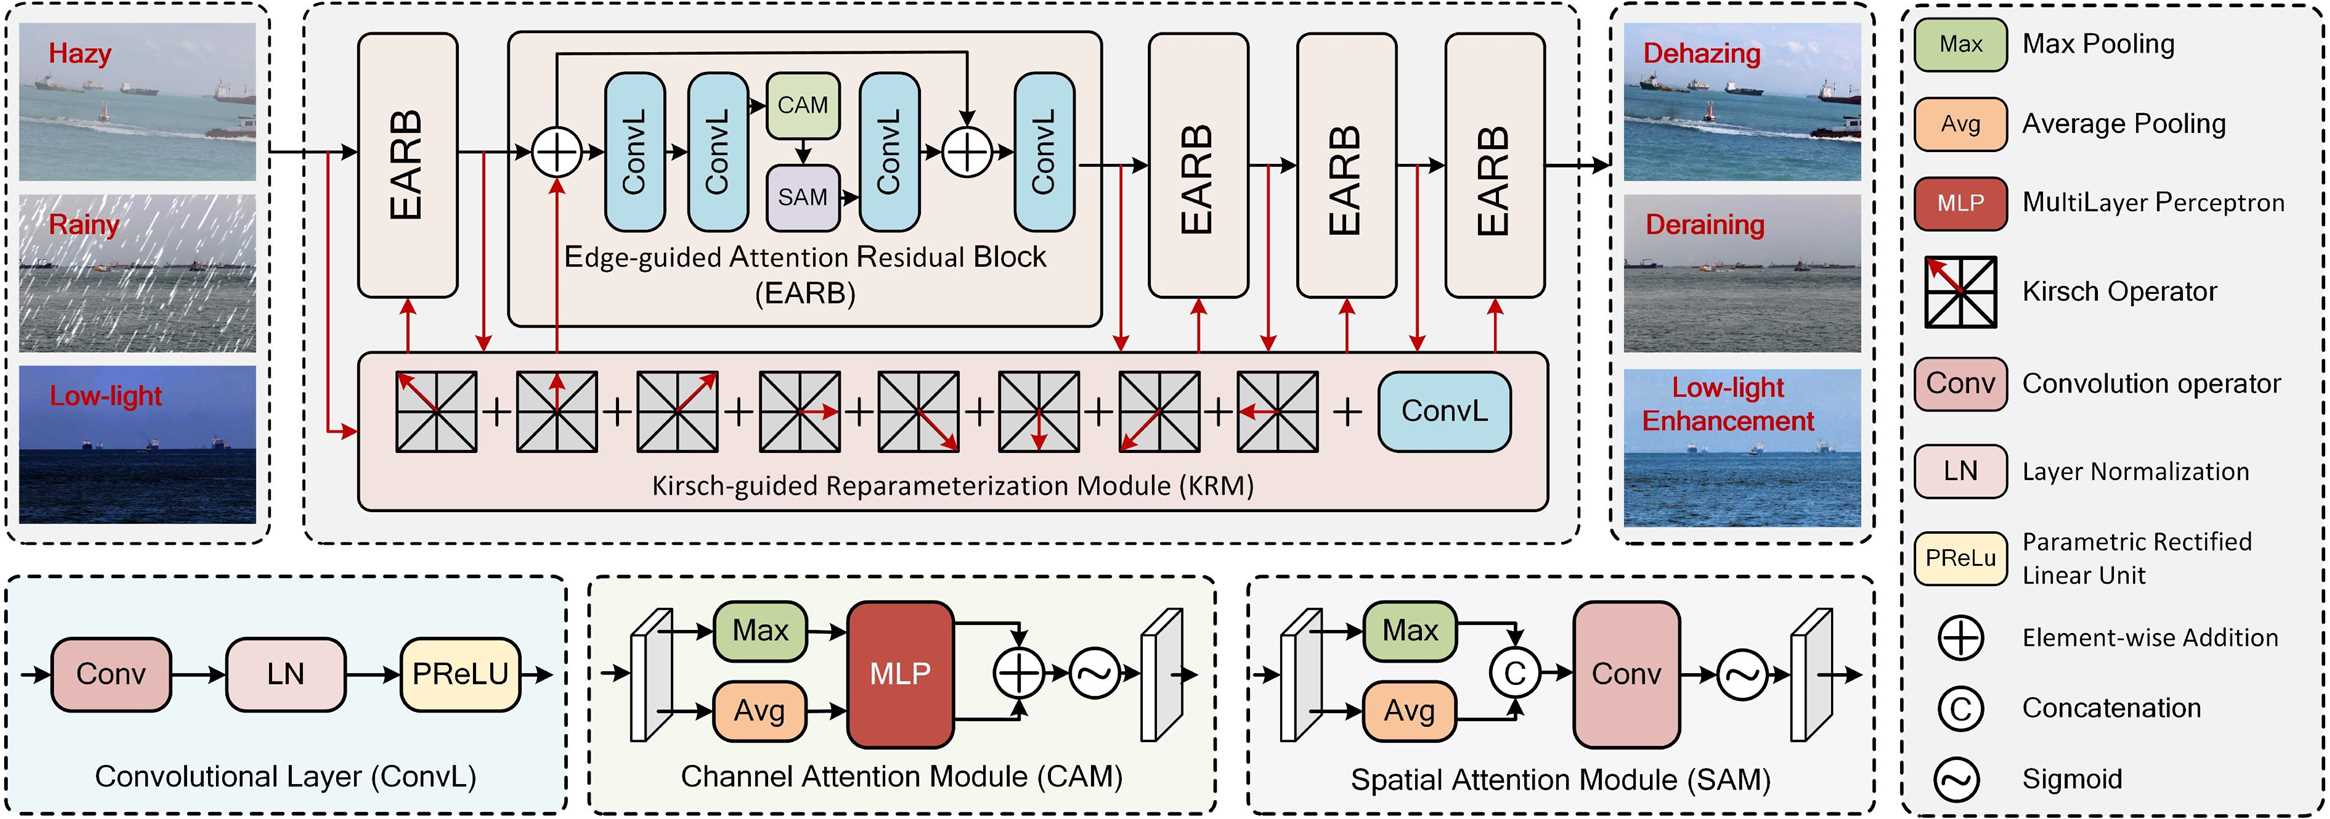 Hazy
Rainy
Low-light
EARB
ConvL
ConvL
CAM
SAM
ConvL
ConvL
Edge-guided Attention Residual Block
(EARB)
EARB
EARB
EARB
+ + + + + + + +
ConvL
Kirsch-guided Reparameterization Module (KRM)
Dehazing
Deraining
Low-light
Enhancement
Max Max Pooling
Avg Average Pooling
MLP MultiLayer Perceptron
Kirsch Operator
Conv Convolution operator
LN Layer Normalization
PReLu Parametric Rectified
Linear Unit
Element-wise Addition
C Concatenation
Sigmoid
Conv LN PReLU
Convolutional Layer (ConvL)
Max
Avg
MLP
Channel Attention Module (CAM)
Max
Avg
C
Conv
Spatial Attention Module (SAM)